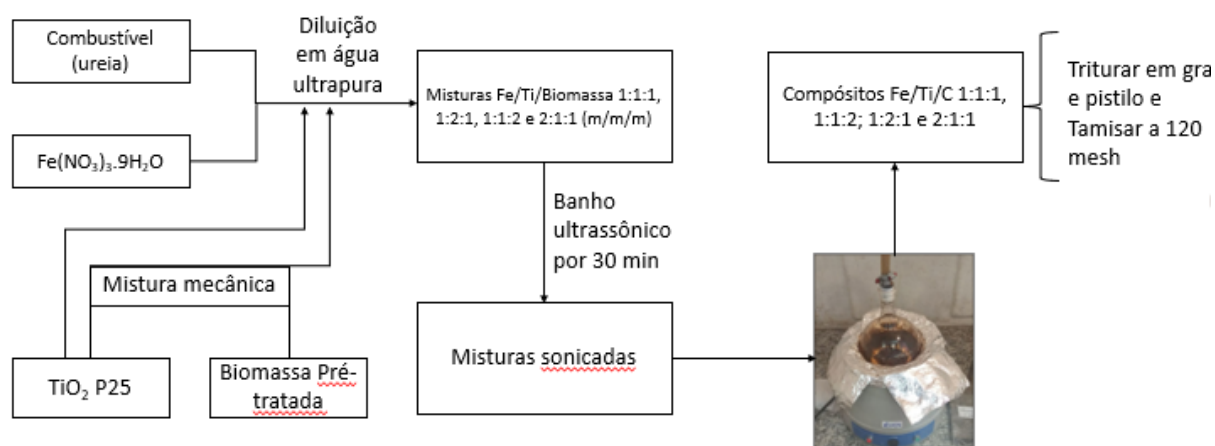 Combustível
(ureia)
Fe(NO₃)₃.9H₂O
Diluição
em água
ultrapura
Misturas Fe/Ti/Biomassa 1:1:1,
1:2:1, 1:1:2 e 2:1:1 (m/m/m)
Compósitos Fe/Ti/C 1:1:1,
1:1:2; 1:2:1 e 2:1:1
Triturar em gra
e pistilo e
Tamisar a 120
mesh
Banho
ultrassônico
por 30 min
Mistura mecânica
TiO₂ P25
Biomassa Pré-
tratada
Misturas sonicadas